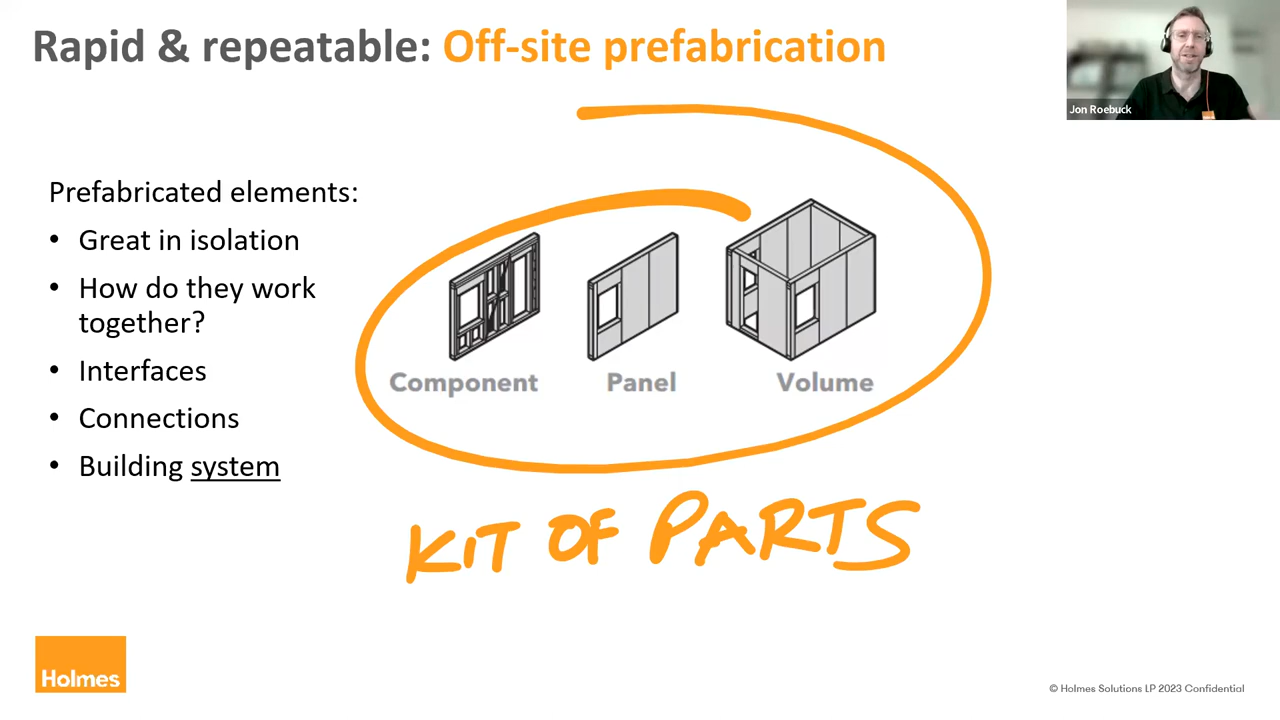 Rapid & repeatable: Off-site prefabrication
Jon Roebuck
Prefabricated elements:
• Great in isolation
• How do they work
together?
• Interfaces
• Connections
• Building system
Component Panel Volume
KIT OF PARTS
Holmes
© Holmes Solutions LP 2023 Confidential